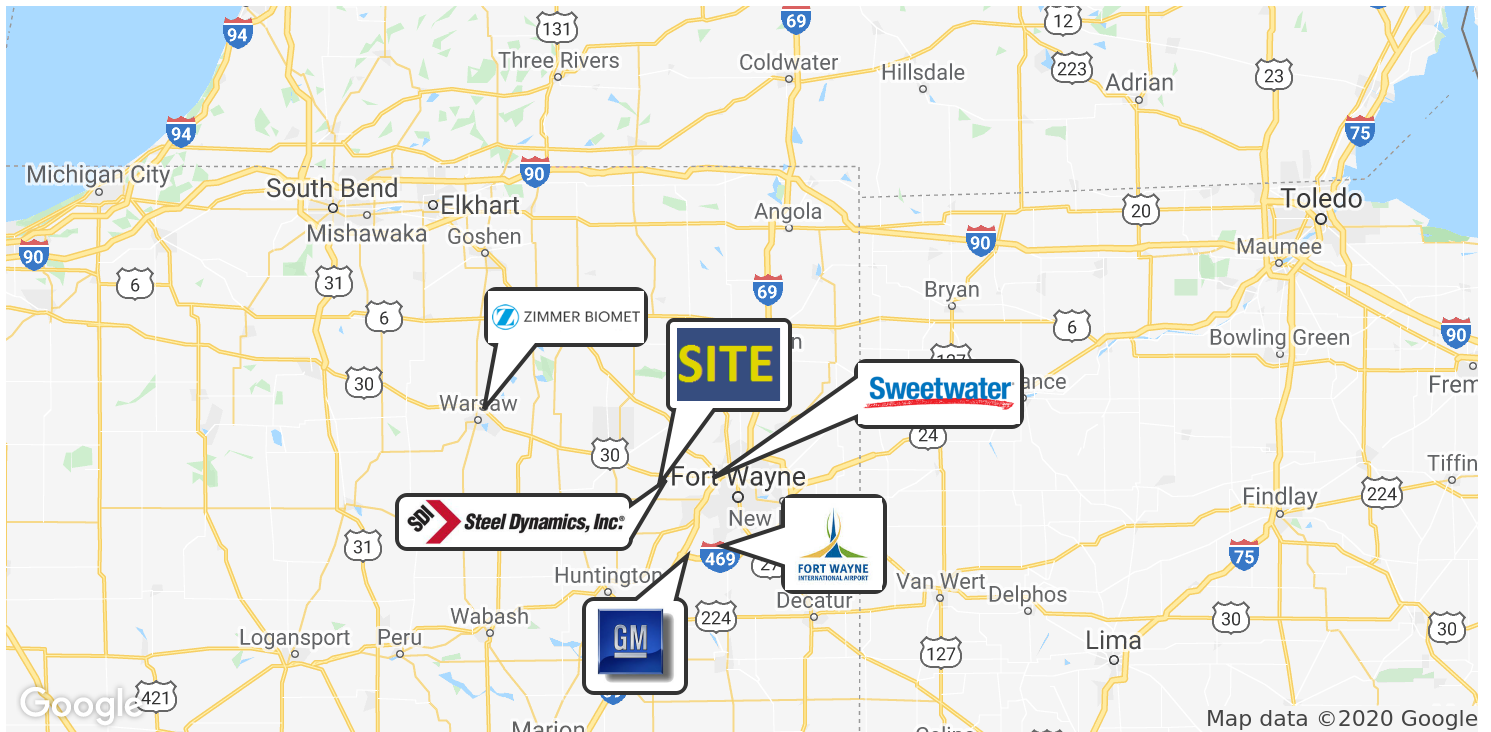 94
131
69
12
Three Rivers
Coldwater
Hillsdale
223
Adrian
23
94
75
Michigan City
90
South Bend
Elkhart
Mishawaka
Goshen
Angola
20
Toledo
90
Maumee
90
6
31
69
Bryan
6
ZIMMER BIOMET
6
Bowling Green
90
SITE
30
Sweetwater
Warsaw
24
30
Fort Wayne
Tiffin
224
SDI
Steel Dynamics, Inc.®
New
Findlay
31
469
FORT WAYNE
INTERNATIONAL AIRPORT
75
Huntington
Van Wert
Delphos
Decatur
224
Wabash
30
30
GM
Logansport
Peru
127
Lima
421
Google
Marion
Map data ©2020 Google